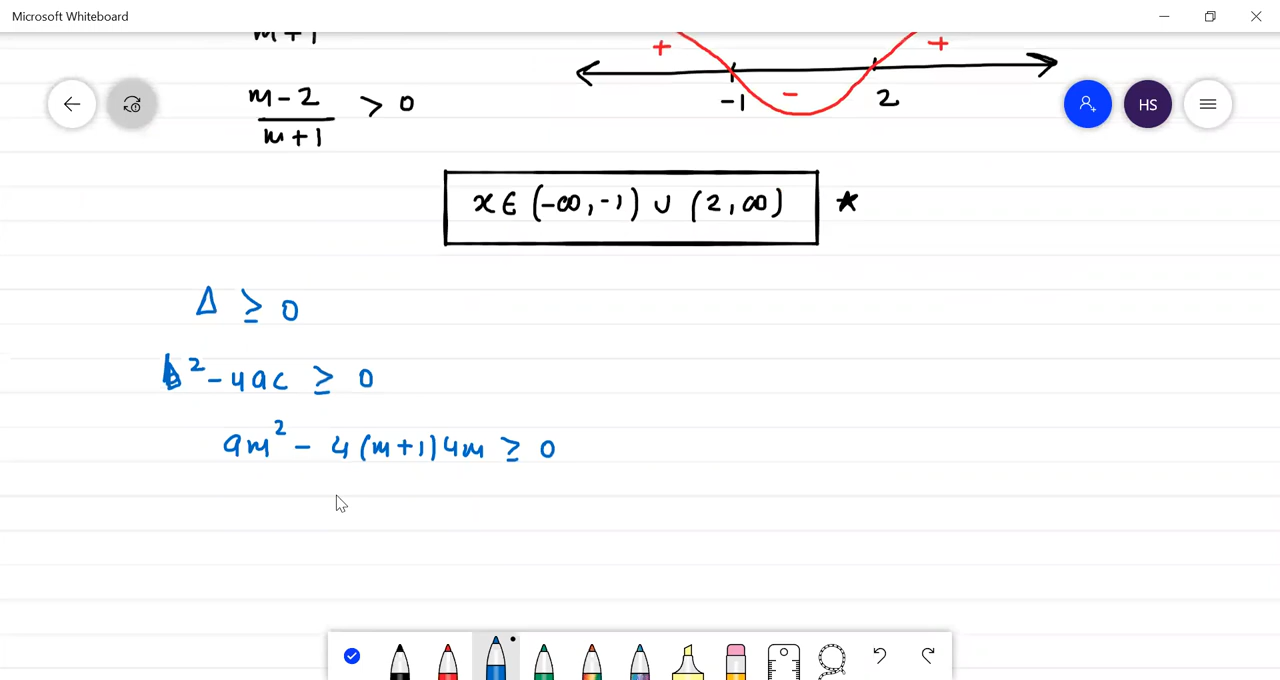 Microsoft Whiteboard
m+1
+ +
m-2 / m+1 > 0
-1 - 2
HS
x ∈ (-∞, -1) ∪ (2, ∞) ★
Δ ≥ 0
b² - 4ac ≥ 0
9m² - 4(m+1)4m ≥ 0